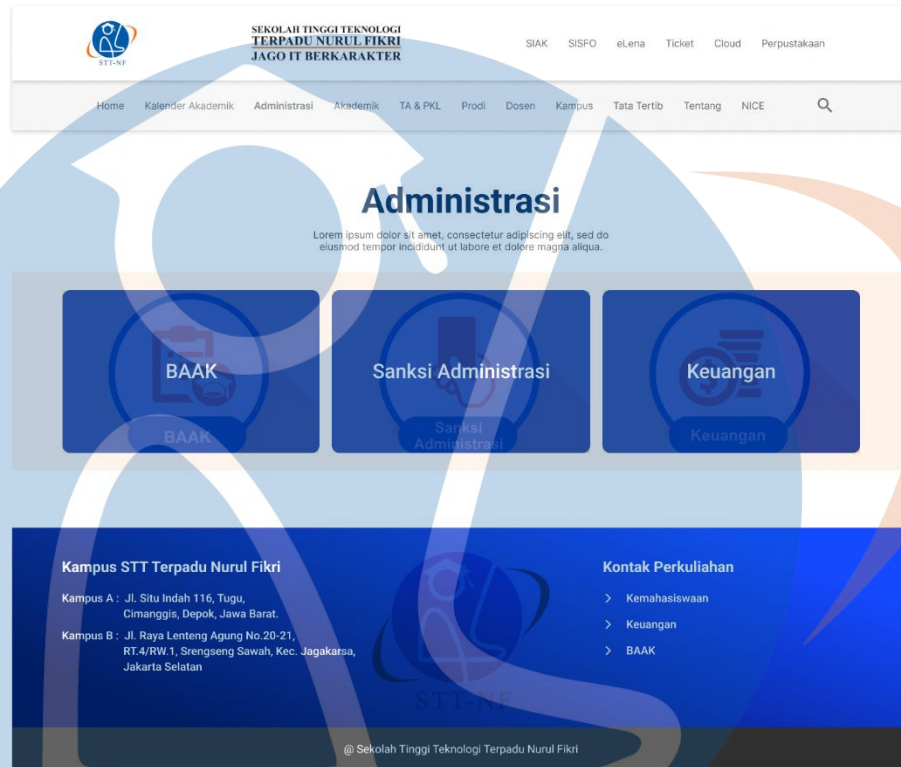 STT-NF
SEKOLAH TINGGI TEKNOLOGI
TERPADU NURUL FIKRI
JAGO IT BERKARAKTER
SIAK SISFO eLena Ticket Cloud Perpustakaan
Home Kalender Akademik Administrasi Akademik TA & PKL Prodi Dosen Kampus Tata Tertib Tentang NICE
Administrasi
Lorem ipsum dolor sit amet, consectetur adipiscing elit, sed do
eiusmod tempor incididunt ut labore et dolore magna aliqua.
BAAK
BAAK
Sanksi Administrasi
Sanksi
Administrasi
Keuangan
Keuangan
Kampus STT Terpadu Nurul Fikri
Kampus A : Jl. Situ Indah 116, Tugu,
Cimanggis, Depok, Jawa Barat.
Kampus B : Jl. Raya Lenteng Agung No.20-21,
RT.4/RW.1, Srengseng Sawah, Kec. Jagakarsa,
Jakarta Selatan
STT-NF
Kontak Perkuliahan
Kemahasiswaan
Keuangan
BAAK
@ Sekolah Tinggi Teknologi Terpadu Nurul Fikri